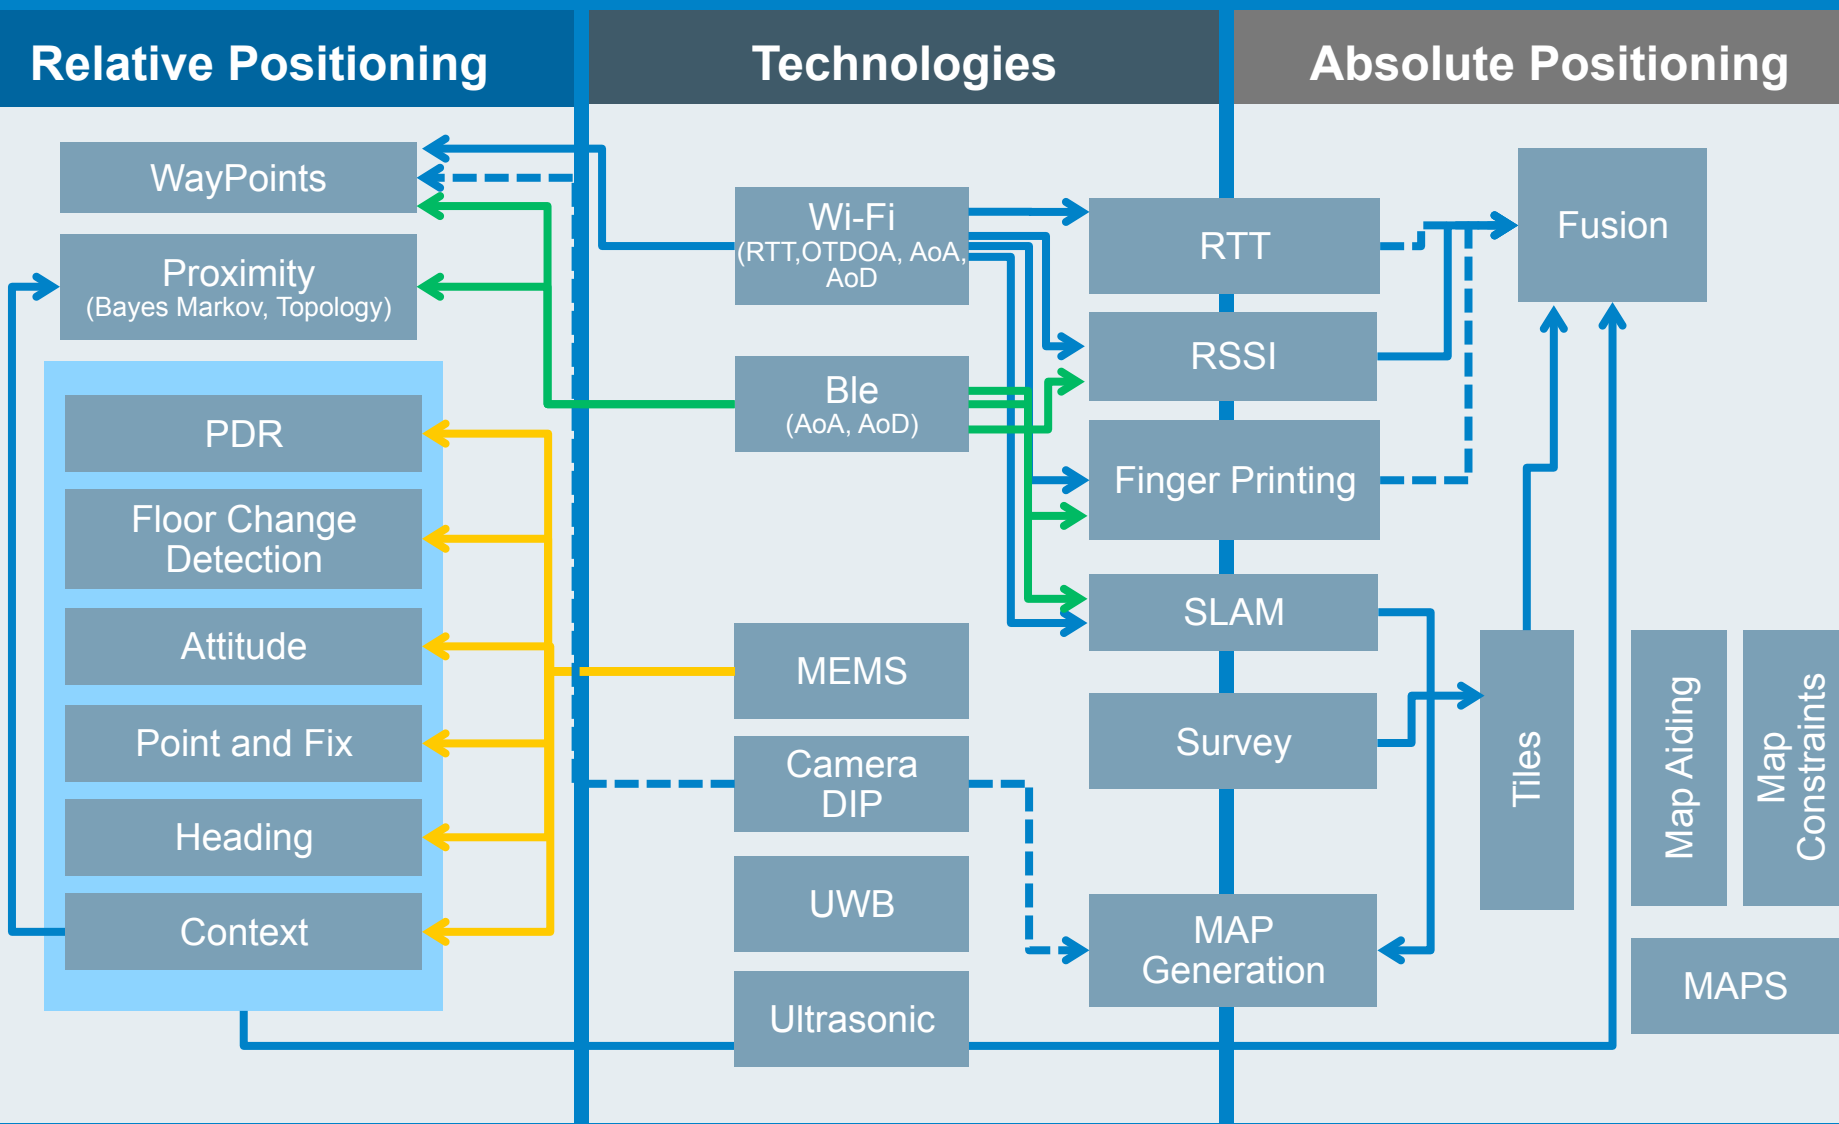 Relative Positioning
Technologies
Absolute Positioning
WayPoints
Proximity
(Bayes Markov, Topology)
PDR
Floor Change
Detection
Attitude
Point and Fix
Heading
Context
Wi-Fi
(RTT,OTDOA, AoA,
AoD
Ble
(AoA, AoD)
MEMS
Camera
DIP
UWB
Ultrasonic
RTT
RSSI
Finger Printing
SLAM
Survey
MAP
Generation
Fusion
Tiles
Map Aiding
Map
Constraints
MAPS